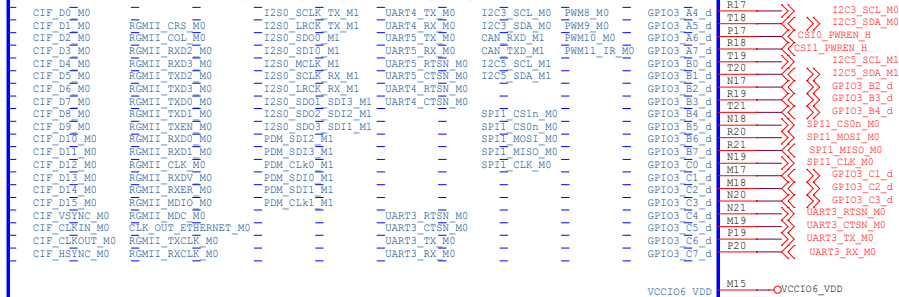 CIF_D0_M0 I2S0_SCLK_TX_M1 UART4_TX_M0 I2C3_SCL_M0 PWM8_M0 GPIO3_A4_d R17 I2C3_SCL_M0
CIF_D1_M0 RGMII_CRS_M0 I2S0_LRCK_TX_M1 UART4_RX_M0 I2C3_SDA_M0 PWM9_M0 GPIO3_A5_d T18 I2C3_SDA_M0
CIF_D2_M0 RGMII_COL_M0 I2S0_SDO0_M1 UART5_TX_M0 CAN_RXD_M1 PWM10_M0 GPIO3_A6_d P17 CSI0_PWREN_H
CIF_D3_M0 RGMII_RXD2_M0 I2S0_SDI0_M1 UART5_RX_M0 CAN_TXD_M1 PWM11_IR_M0 GPIO3_A7_d R18 CSI1_PWREN_H
CIF_D4_M0 RGMII_RXD3_M0 I2S0_MCLK_M1 UART5_RTSN_M0 I2C5_SCL_M1 GPIO3_B0_d T19 I2C5_SCL_M1
CIF_D5_M0 RGMII_TXD2_M0 I2S0_SCLK_RX_M1 UART5_CTSN_M0 I2C5_SDA_M1 GPIO3_B1_d T20 I2C5_SDA_M1
CIF_D6_M0 RGMII_TXD3_M0 I2S0_LRCK_RX_M1 UART4_RTSN_M0 GPIO3_B2_d N17 GPIO3_B2_d
CIF_D7_M0 RGMII_TXD0_M0 I2S0_SDO1_SDI3_M1 UART4_CTSN_M0 GPIO3_B3_d R19 GPIO3_B3_d
CIF_D8_M0 RGMII_TXD1_M0 I2S0_SDO2_SDI2_M1 SPI1_CS1n_M0 GPIO3_B4_d T21 GPIO3_B4_d
CIF_D9_M0 RGMII_TXEN_M0 I2S0_SDO3_SDI1_M1 SPI1_CS0n_M0 GPIO3_B5_d N18 SPI1_CS0n_M0
CIF_D10_M0 RGMII_RXD0_M0 PDM_SDI2_M1 SPI1_MOSI_M0 GPIO3_B6_d R20 SPI1_MOSI_M0
CIF_D11_M0 RGMII_RXD1_M0 PDM_SDI3_M1 SPI1_MISO_M0 GPIO3_B7_d R21 SPI1_MISO_M0
CIF_D12_M0 RGMII_CLK_M0 PDM_CLk0_M1 SPI1_CLK_M0 GPIO3_C0_d N19 SPI1_CLK_M0
CIF_D13_M0 RGMII_RXDV_M0 PDM_SDI0_M1 GPIO3_C1_d M17 GPIO3_C1_d
CIF_D14_M0 RGMII_RXER_M0 PDM_SDI1_M1 GPIO3_C2_d M18 GPIO3_C2_d
CIF_D15_M0 RGMII_MDIO_M0 PDM_CLk1_M1 GPIO3_C3_d N20 GPIO3_C3_d
CIF_VSYNC_M0 RGMII_MDC_M0 UART3_RTSN_M0 GPIO3_C4_d N21 UART3_RTSN_M0
CIF_CLKIN_M0 CLK_OUT_ETHERNET_M0 UART3_CTSN_M0 GPIO3_C5_d M19 UART3_CTSN_M0
CIF_CLKOUT_M0 RGMII_TXCLK_M0 UART3_TX_M0 GPIO3_C6_d P19 UART3_TX_M0
CIF_HSYNC_M0 RGMII_RXCLK_M0 UART3_RX_M0 GPIO3_C7_d P20 UART3_RX_M0
VCCIO6_VDD M15 VCCIO6_VDD